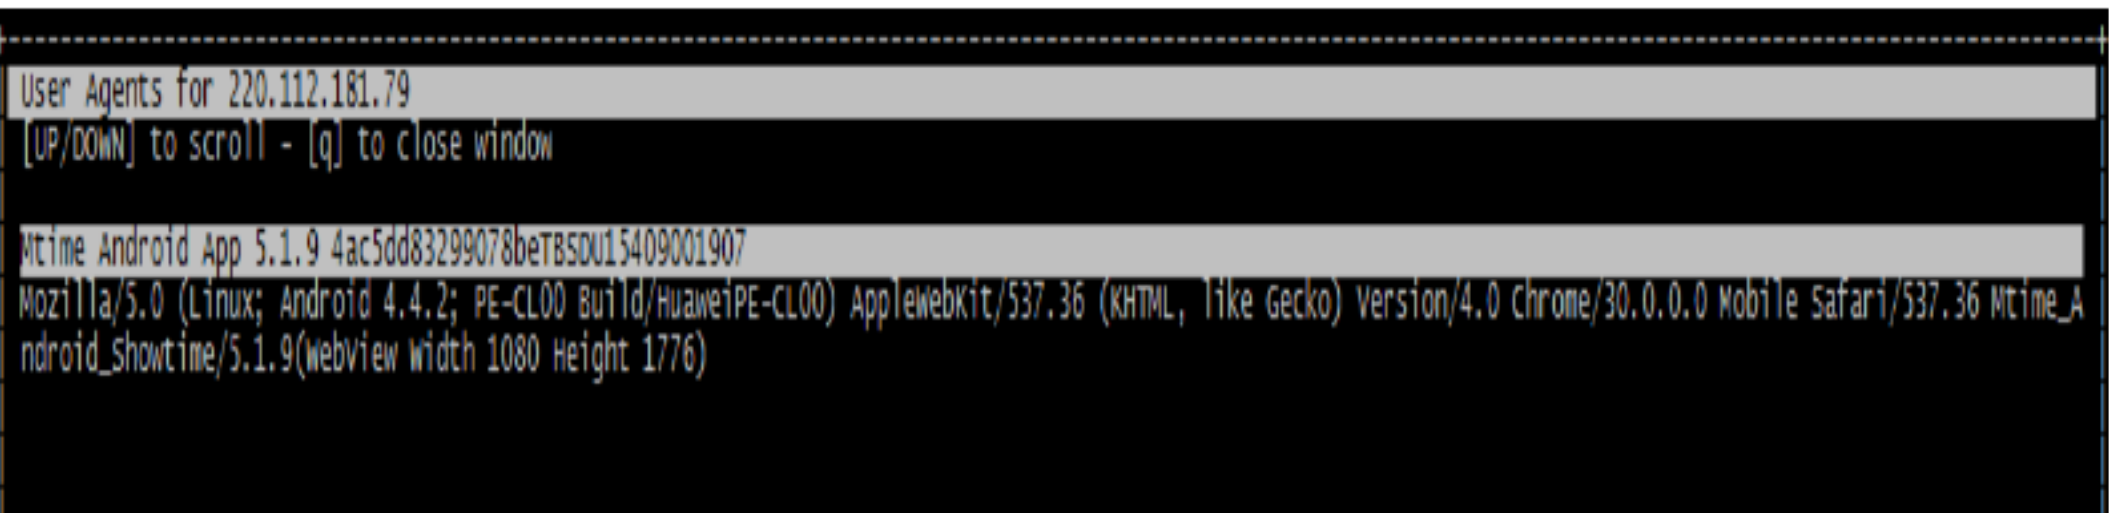 User Agents for 220.112.181.79
[UP/DOWN] to scroll - [q] to close window
Mtime Android App 5.1.9 4ac5dd83299078beTBSDU15409001907
Mozilla/5.0 (Linux; Android 4.4.2; PE-CL00 Build/HuaweiPE-CL00) AppleWebKit/537.36 (KHTML, like Gecko) Version/4.0 Chrome/30.0.0.0 Mobile Safari/537.36 Mtime_A
ndroid_Showtime/5.1.9(WebView Width 1080 Height 1776)